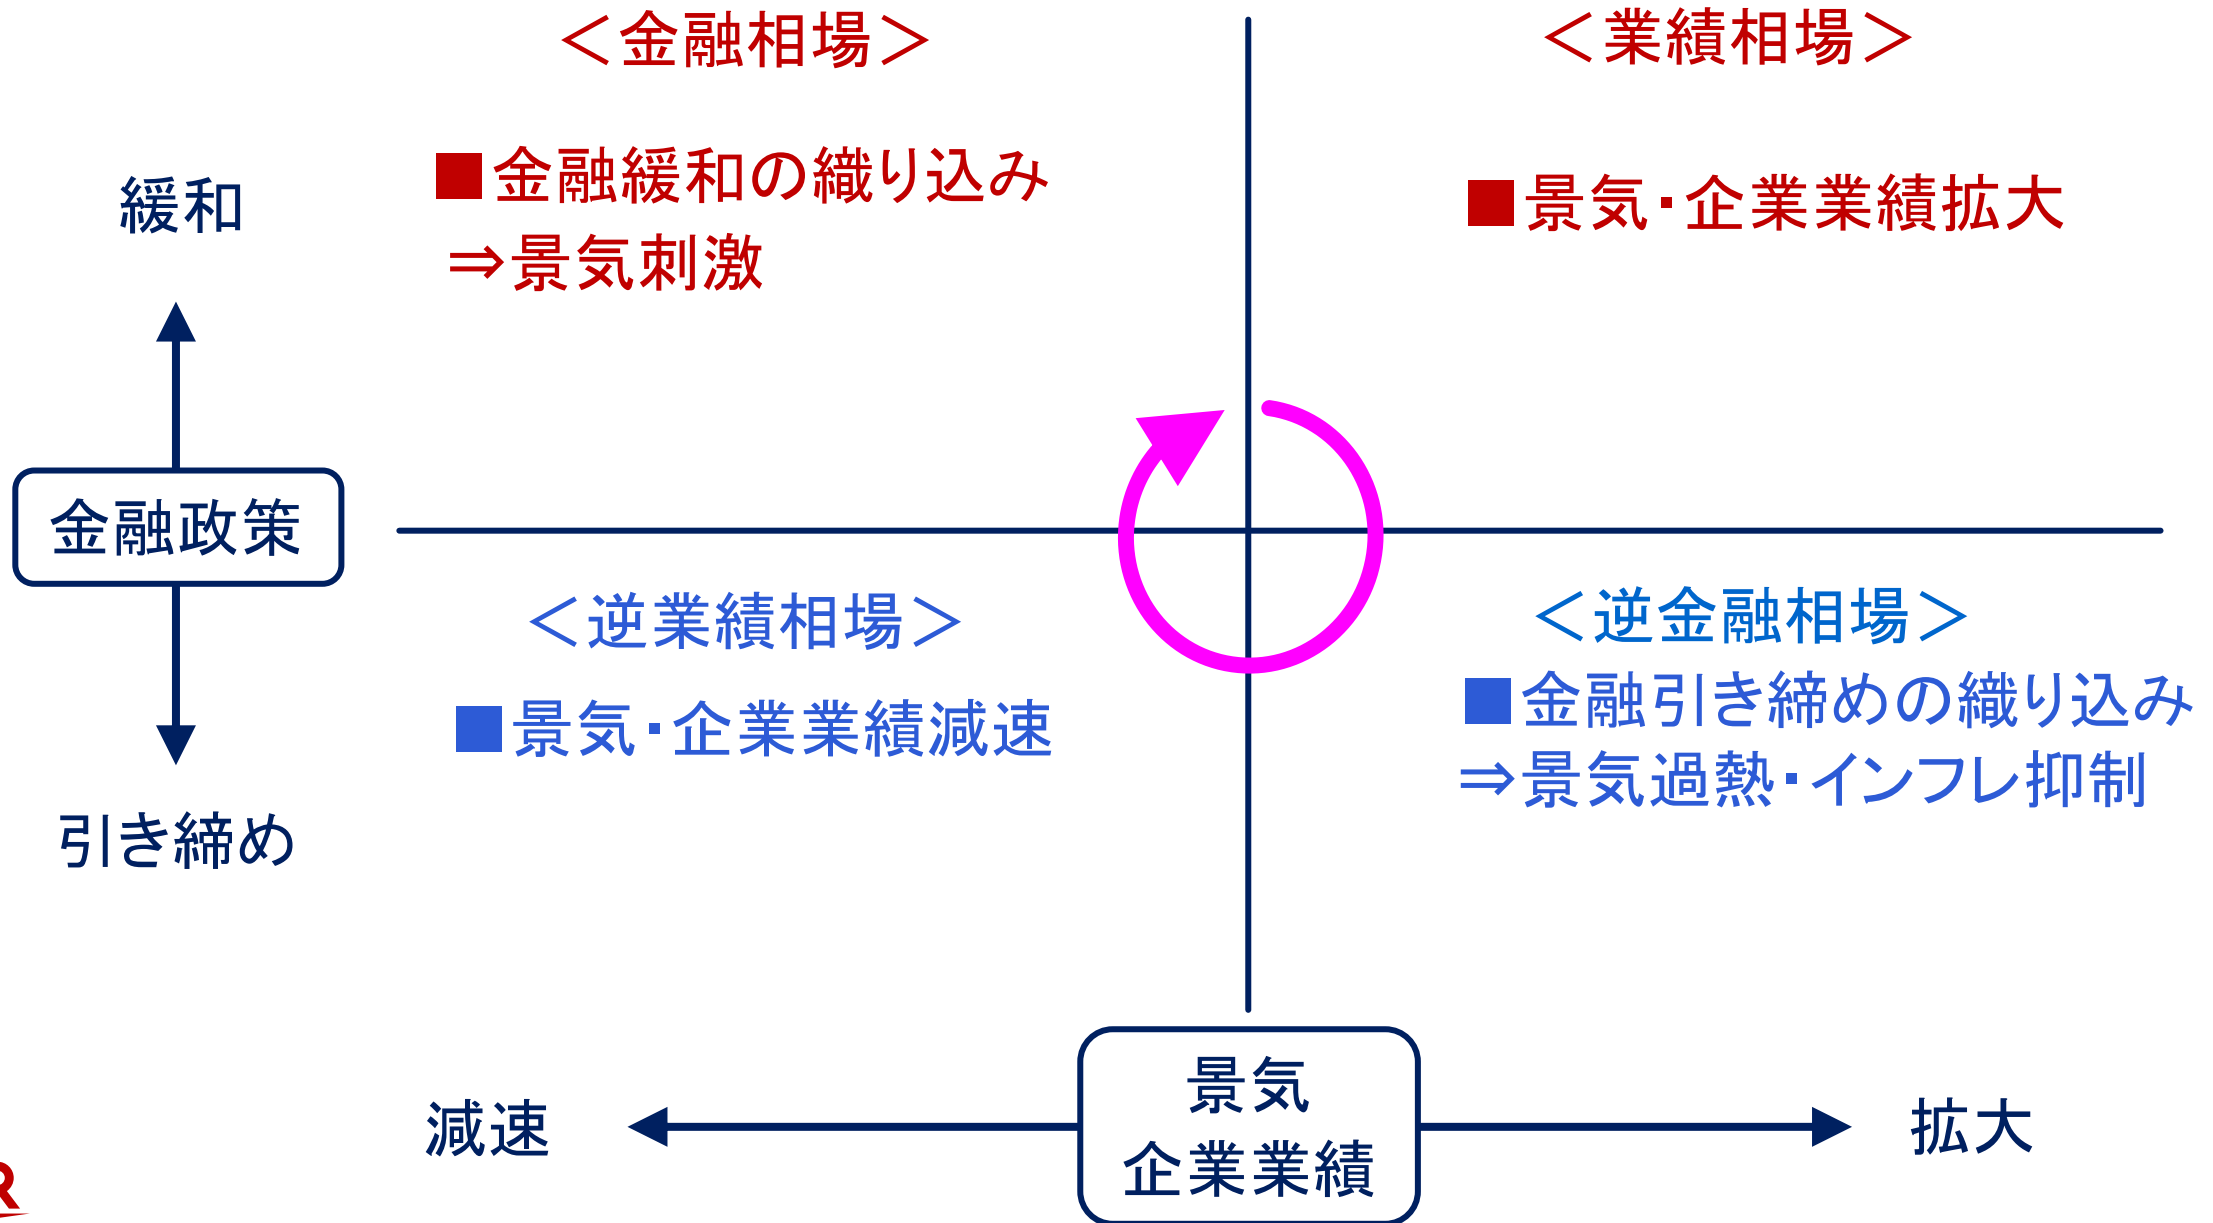 ＜金融相場＞
■金融緩和の織り込み
⇒景気刺激
＜業績相場＞
■景気・企業業績拡大
緩和
金融政策
引き締め
＜逆業績相場＞
■景気・企業業績減速
＜逆金融相場＞
■金融引き締めの織り込み
⇒景気過熱・インフレ抑制
減速
景気
企業業績
拡大
R